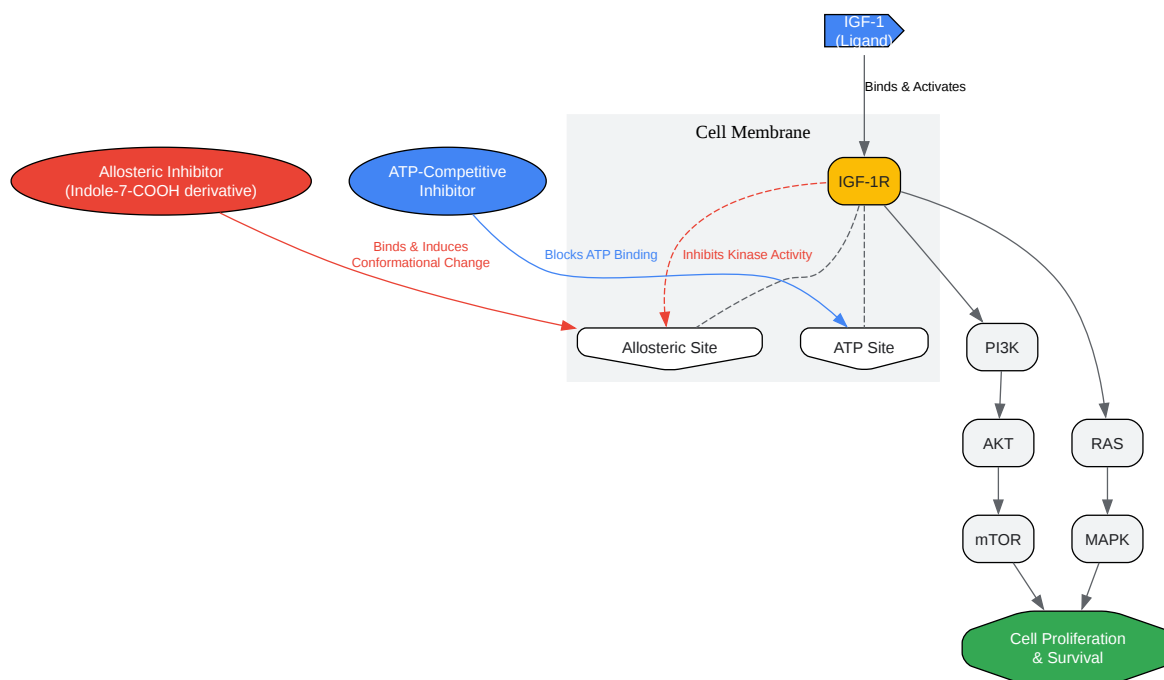 IGF-1
(Ligand)
Binds & Activates
Cell Membrane
Allosteric Inhibitor
(Indole-7-COOH derivative)
ATP-Competitive
Inhibitor
IGF-1R
Binds & Induces
Conformational Change
Blocks ATP Binding
Inhibits Kinase Activity
Allosteric Site
ATP Site
PI3K
AKT
RAS
mTOR
MAPK
Cell Proliferation
& Survival